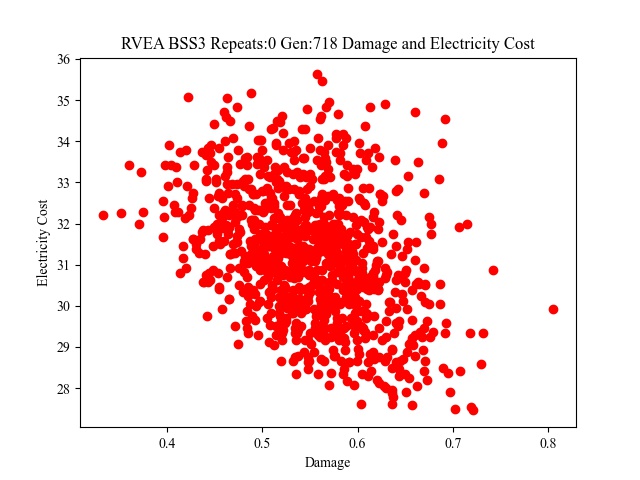 RVEA BSS3 Repeats:0 Gen:718 Damage and Electricity Cost
36
35
34
33
32
31
30
29
28
Electricity Cost
0.4 0.5 0.6 0.7 0.8
Damage